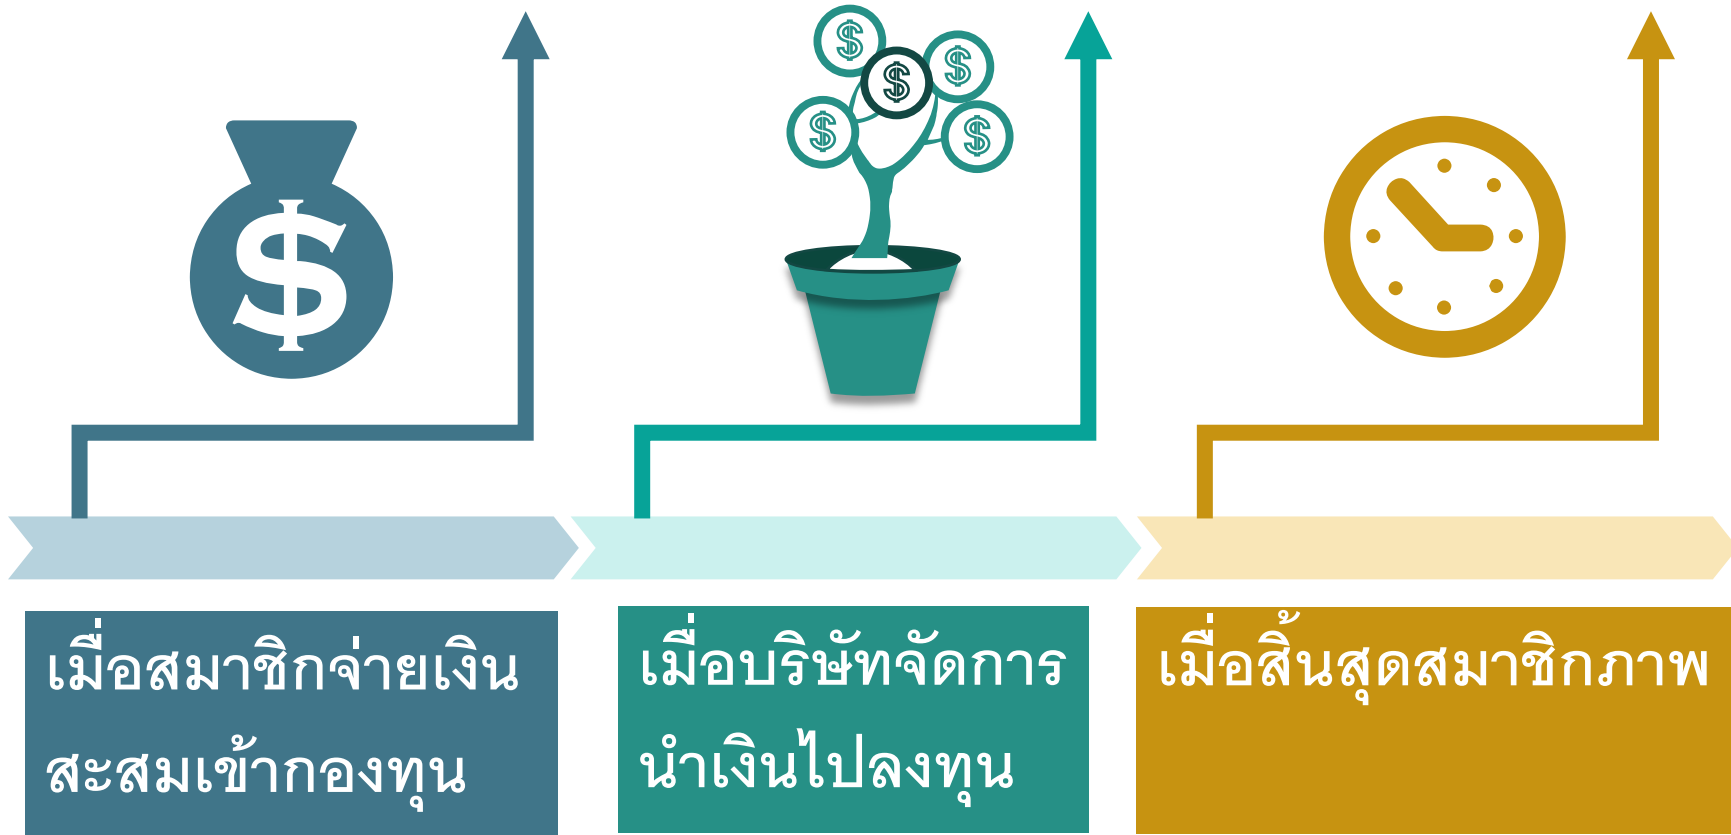 เมื่อสมาชิกจ่ายเงิน
สะสมเข้ากองทุน
เมื่อบริษัทจัดการ
นำเงินไปลงทุน
เมื่อสิ้นสุดสมาชิกภาพ